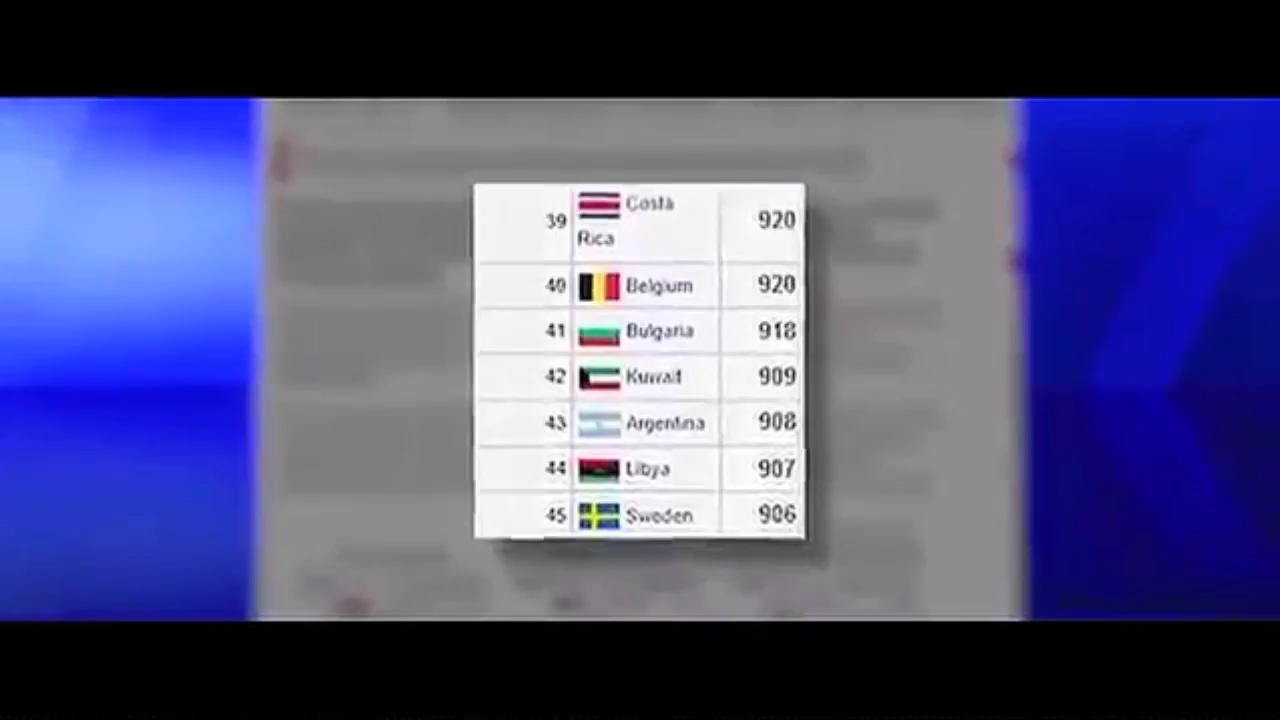 39 Costa 920
Rica
40 Belgium 920
41 Bulgaria 918
42 Kuwait 909
43 Argentina 908
44 Libya 907
45 Sweden 906